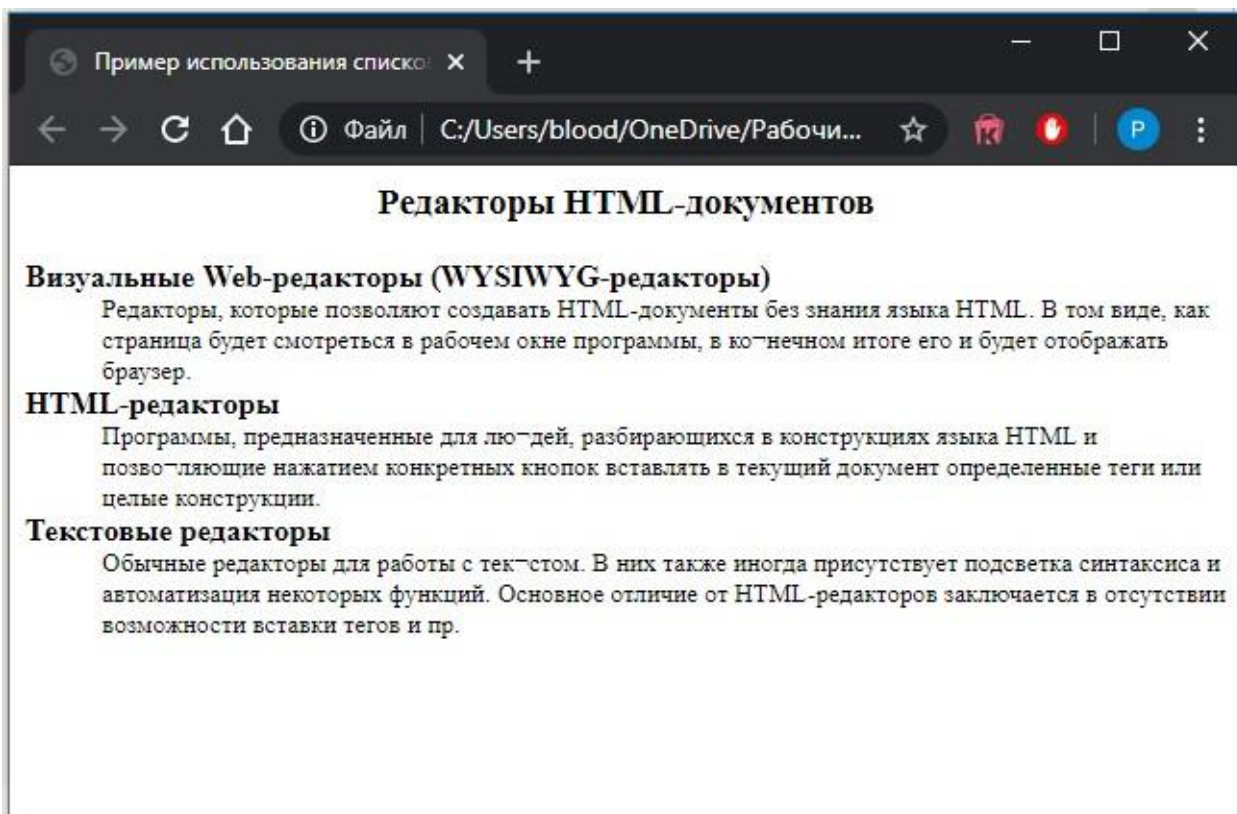 Пример использования списко
Файл | C:/Users/blood/OneDrive/Рабочи...
P
Редакторы HTML-документов
Визуальные Web-редакторы (WYSIWYG-редакторы)
Редакторы, которые позволяют создавать HTML-документы без знания языка HTML. В том виде, как
страница будет смотреться в рабочем окне программы, в ко¬нечном итоге его и будет отображать
браузер.
HTML-редакторы
Программы, предназначенные для лю¬дей, разбирающихся в конструкциях языка HTML и
позво¬ляющие нажатием конкретных кнопок вставлять в текущий документ определенные теги или
целые конструкции.
Текстовые редакторы
Обычные редакторы для работы с тек¬стом. В них также иногда присутствует подсветка синтаксиса и
автоматизация некоторых функций. Основное отличие от HTML-редакторов заключается в отсутствии
возможности вставки тегов и пр.